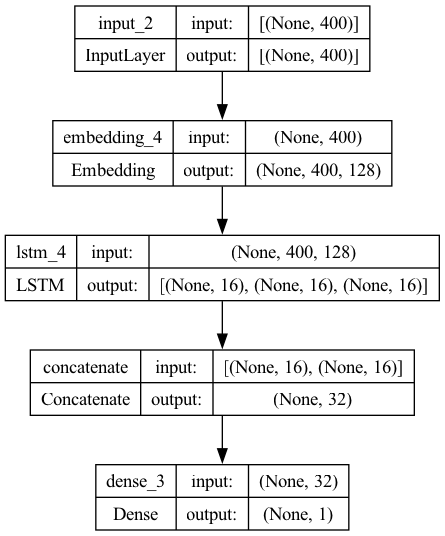 input_2 input: [(None, 400)]
InputLayer output: [(None, 400)]
embedding_4 input: (None, 400)
Embedding output: (None, 400, 128)
lstm_4 input: (None, 400, 128)
LSTM output: [(None, 16), (None, 16), (None, 16)]
concatenate input: [(None, 16), (None, 16)]
Concatenate output: (None, 32)
dense_3 input: (None, 32)
Dense output: (None, 1)